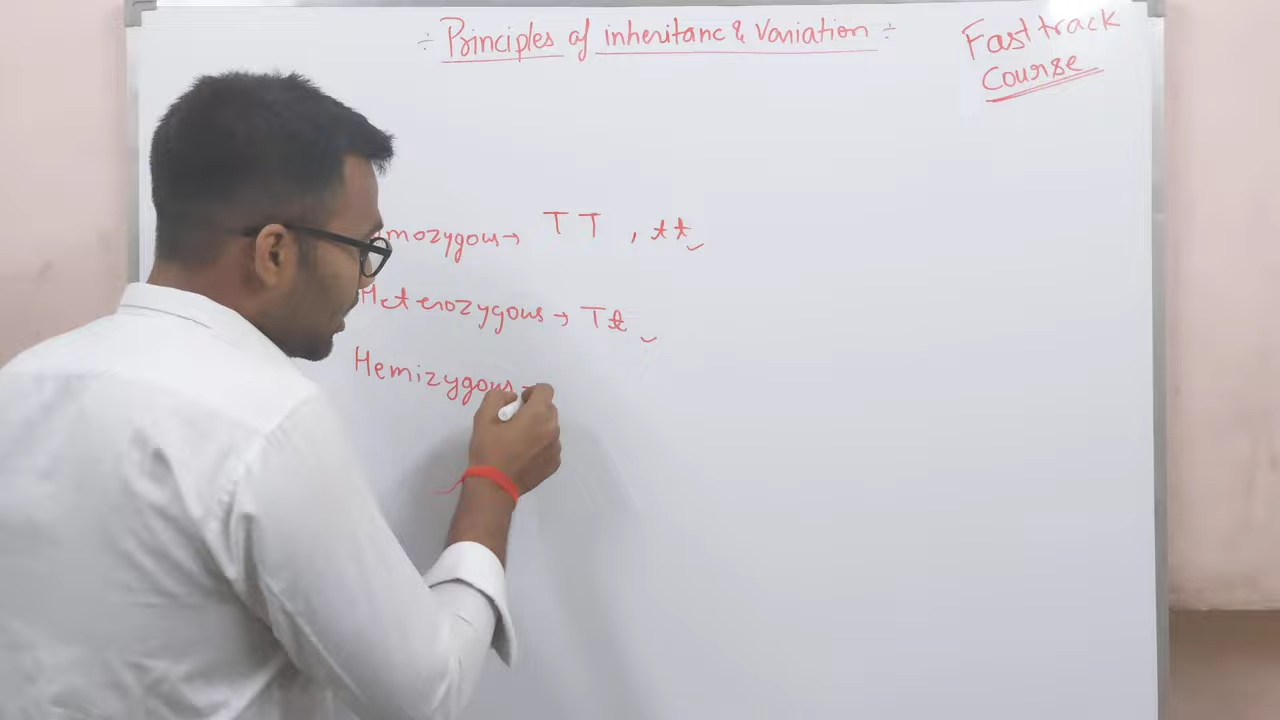 ÷ Principles of inheritanc & Variation ÷
Fast track
Course
mozygous → TT , tt
Heterozygous → Tt
Hemizygous -